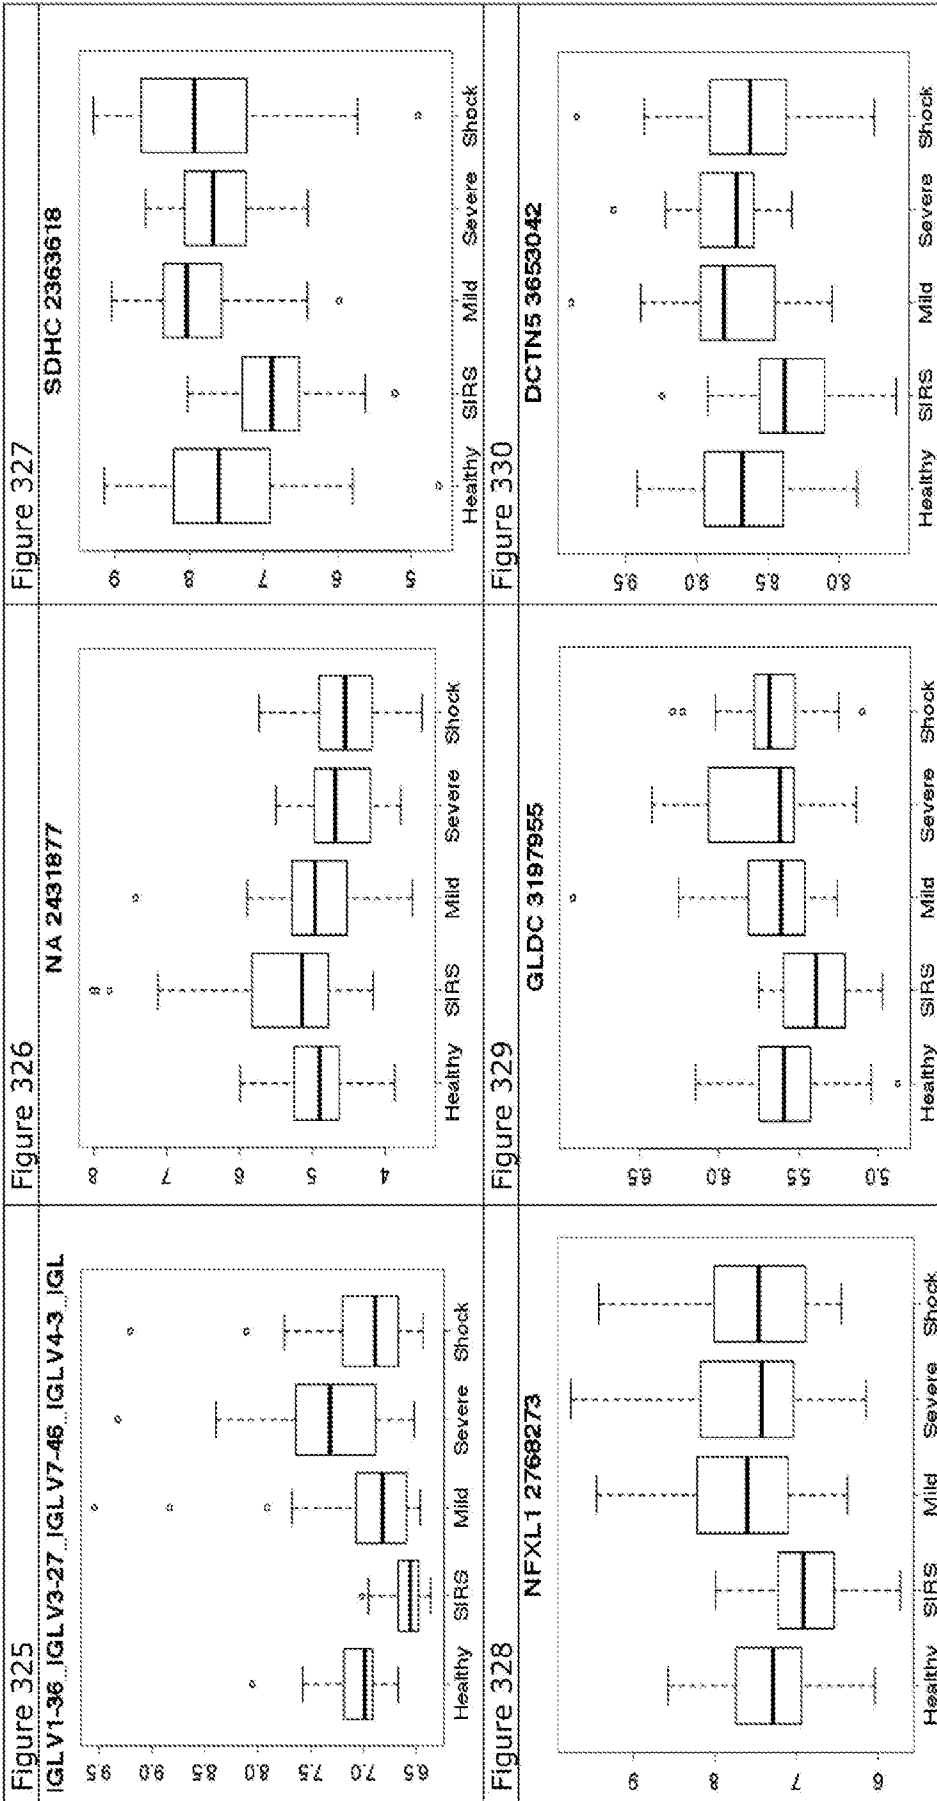 Figure 325
IGLV1-36_IGLV3-27_IGLV7-46_IGLV4-3_IGL
9.5
9.0
8.5
8.0
7.5
7.0
6.5
Healthy SIRS Mild Severe Shock
Figure 326
NA 2431877
8
7
6
5
4
Healthy SIRS Mild Severe Shock
Figure 327
SDHC 2363618
9
8
7
6
5
Healthy SIRS Mild Severe Shock
Figure 328
NFXL1 2768273
9
8
7
6
Healthy SIRS Mild Severe Shock
Figure 329
GLDC 3197955
6.5
6.0
5.5
5.0
Healthy SIRS Mild Severe Shock
Figure 330
DCTN5 3653042
9.5
9.0
8.5
8.0
Healthy SIRS Mild Severe Shock